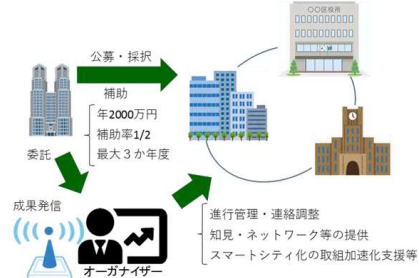 〇〇区役所
公募・採択
補助
年2000万円
補助率1/2
最大３か年度
委託
成果発信
オーガナイザー
進行管理・連絡調整
知見・ネットワーク等の提供
スマートシティ化の取組加速化支援等